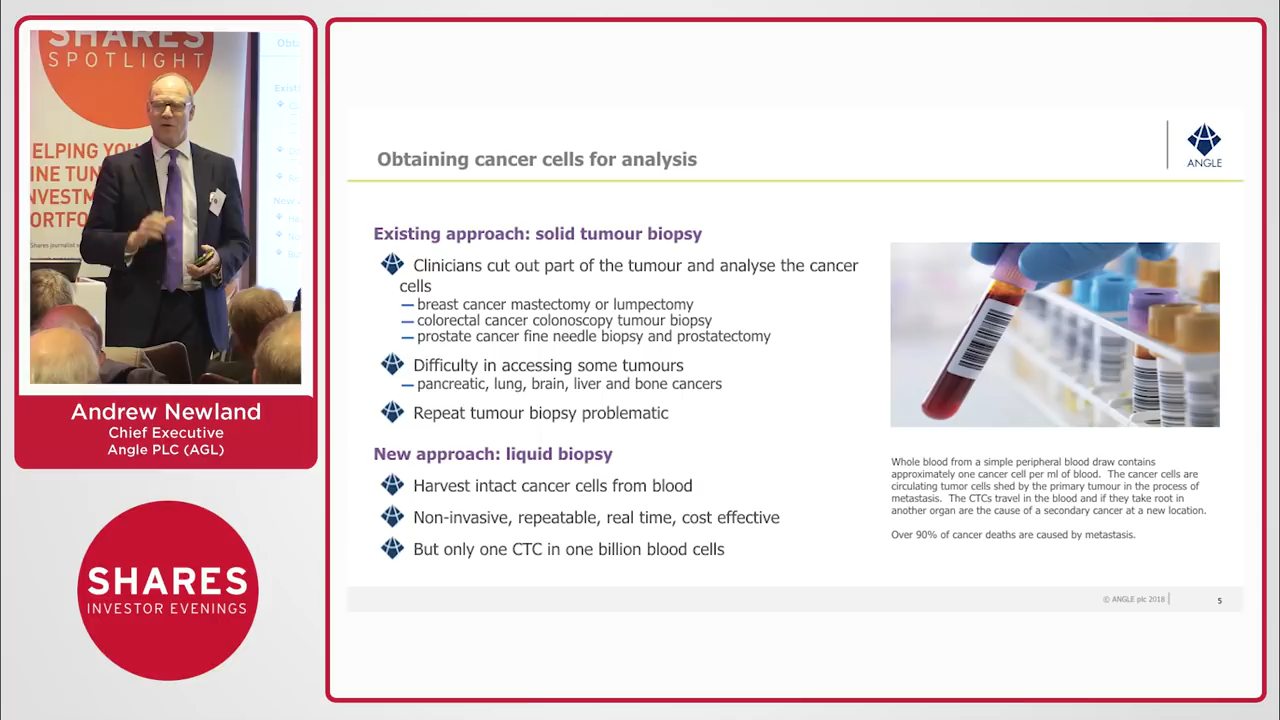 SHARES
SPOTLIGHT
ELPING YOU
INE TUN
NVESTM
ORTFO
Shares journalist
Obta
Existi
New a
Andrew Newland
Chief Executive
Angle PLC (AGL)
SHARES
INVESTOR EVENINGS
Obtaining cancer cells for analysis
ANGLE
Existing approach: solid tumour biopsy
Clinicians cut out part of the tumour and analyse the cancer
cells
— breast cancer mastectomy or lumpectomy
— colorectal cancer colonoscopy tumour biopsy
— prostate cancer fine needle biopsy and prostatectomy
Difficulty in accessing some tumours
— pancreatic, lung, brain, liver and bone cancers
Repeat tumour biopsy problematic
New approach: liquid biopsy
Harvest intact cancer cells from blood
Non-invasive, repeatable, real time, cost effective
But only one CTC in one billion blood cells
Whole blood from a simple peripheral blood draw contains
approximately one cancer cell per ml of blood. The cancer cells are
circulating tumor cells shed by the primary tumour in the process of
metastasis. The CTCs travel in the blood and if they take root in
another organ are the cause of a secondary cancer at a new location.
Over 90% of cancer deaths are caused by metastasis.
© ANGLE plc 2018
5